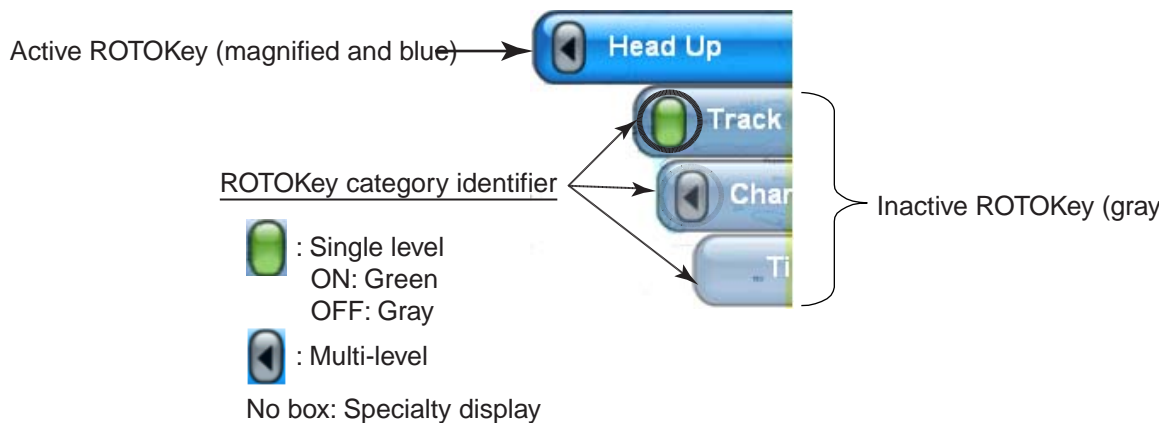 Active ROTOKey (magnified and blue)
Head Up
Track
ROTOKey category identifier
Char
Inactive ROTOKey (gray
: Single level
Ti
ON: Green
OFF: Gray
: Multi-level
No box: Specialty display